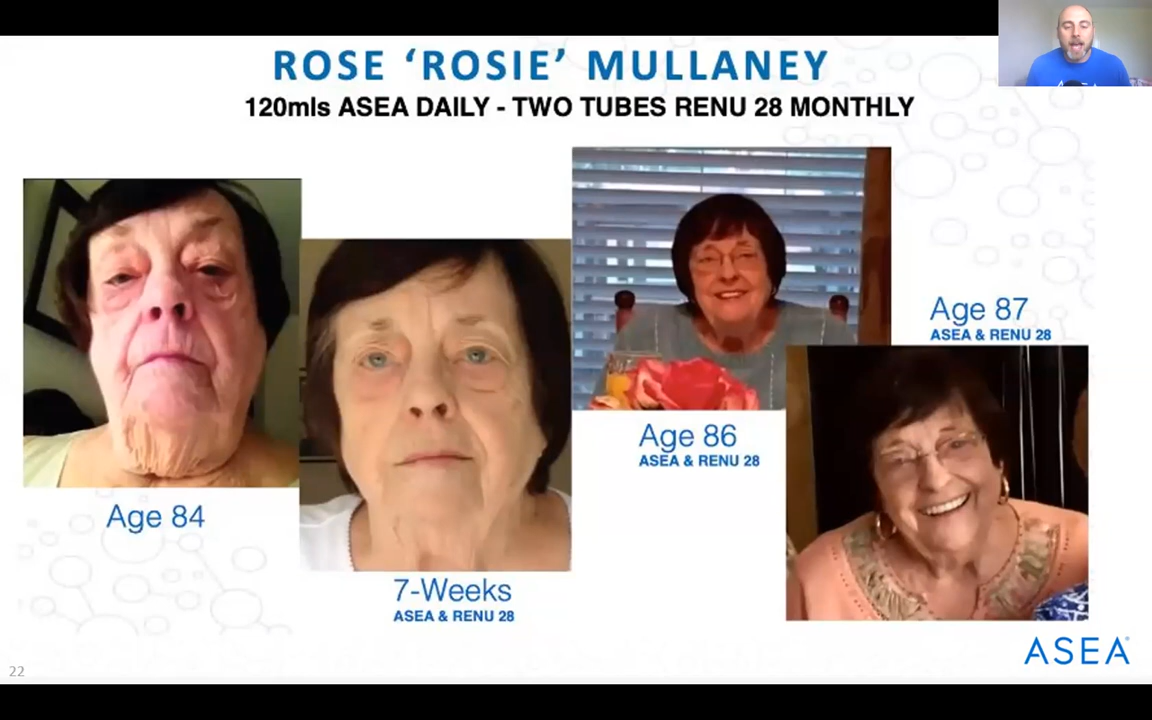 ROSE ‘ROSIE’ MULLANEY
120mls ASEA DAILY - TWO TUBES RENU 28 MONTHLY
Age 84
7-Weeks
ASEA & RENU 28
Age 86
ASEA & RENU 28
Age 87
ASEA & RENU 28
ASEA
22